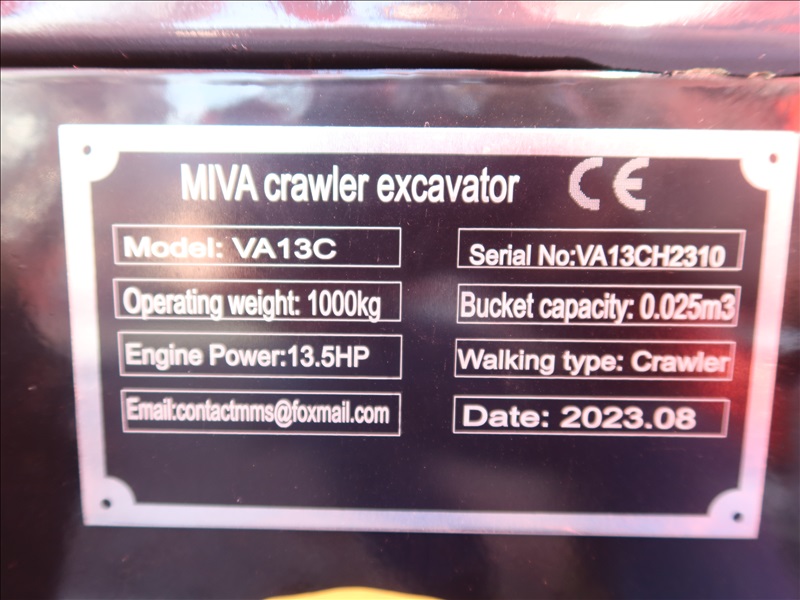 MIVA crawler excavator CE
Model: VA13C
Serial No:VA13CH2310
Operating weight: 1000kg
Bucket capacity: 0.025m3
Engine Power:13.5HP
Walking type: Crawler
Email:contactmms@foxmail.com
Date: 2023.08